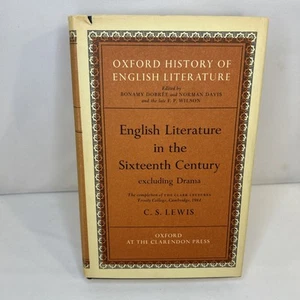 OXFORD HISTORY OF
ENGLISH LITERATURE
Edited by
BONAMY DOBRÉE and NORMAN DAVIS
and the late F. P. WILSON
English Literature
in the
Sixteenth Century
excluding Drama
The completion of THE CLARK LECTURES
Trinity College, Cambridge, 1944
C. S. LEWIS
OXFORD
AT THE CLARENDON PRESS